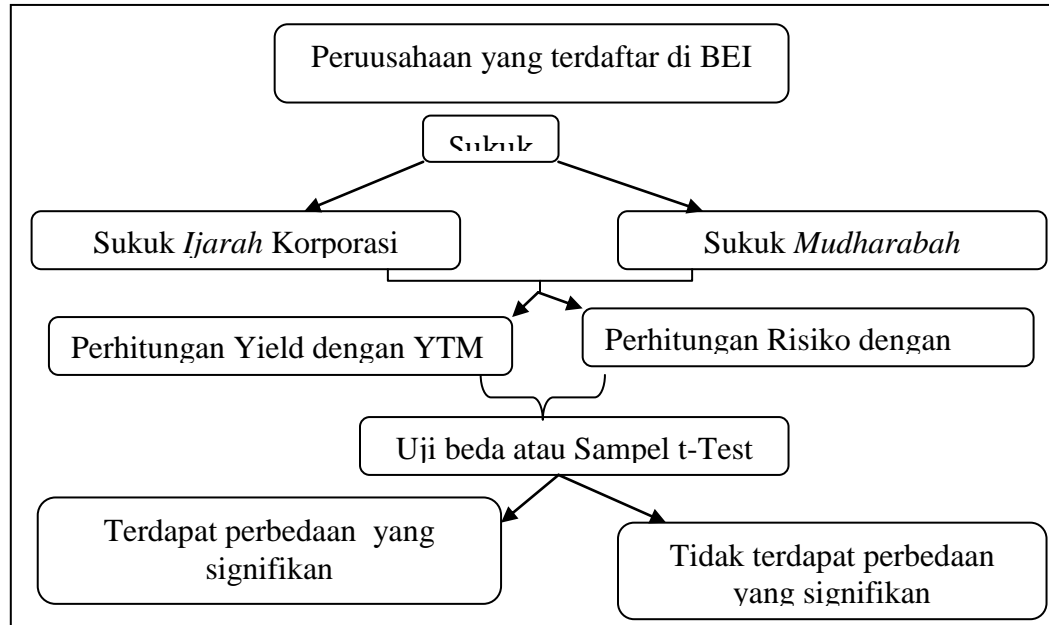 Peruusahaan yang terdaftar di BEI
Sukuk
Sukuk Ijarah Korporasi
Sukuk Mudharabah
Perhitungan Yield dengan YTM
Perhitungan Risiko dengan
Uji beda atau Sampel t-Test
Terdapat perbedaan yang
signifikan
Tidak terdapat perbedaan
yang signifikan